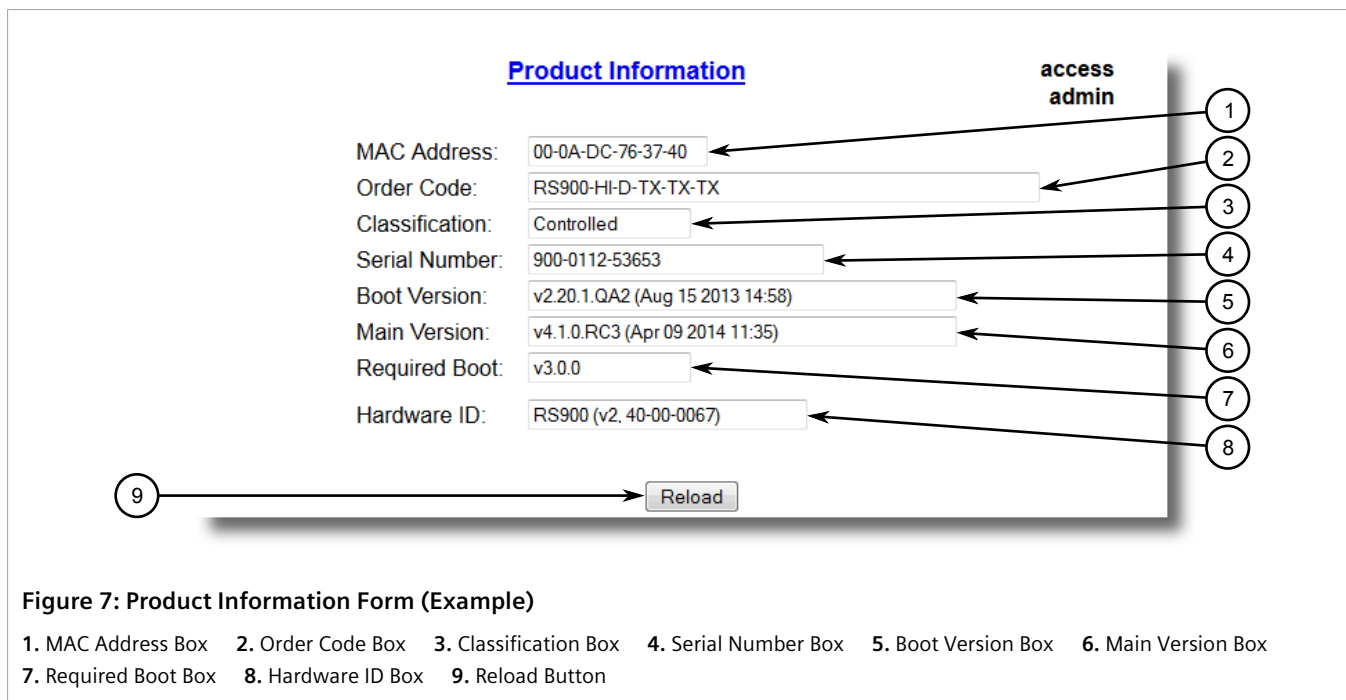 Product Information
access
admin
1
MAC Address: 00-0A-DC-76-37-40
2
Order Code: RS900-HI-D-TX-TX-TX
3
Classification: Controlled
4
Serial Number: 900-0112-53653
5
Boot Version: v2.20.1.QA2 (Aug 15 2013 14:58)
6
Main Version: v4.1.0.RC3 (Apr 09 2014 11:35)
7
Required Boot: v3.0.0
8
Hardware ID: RS900 (v2, 40-00-0067)
9
Reload
Figure 7: Product Information Form (Example)
1. MAC Address Box 2. Order Code Box 3. Classification Box 4. Serial Number Box 5. Boot Version Box 6. Main Version Box
7. Required Boot Box 8. Hardware ID Box 9. Reload Button